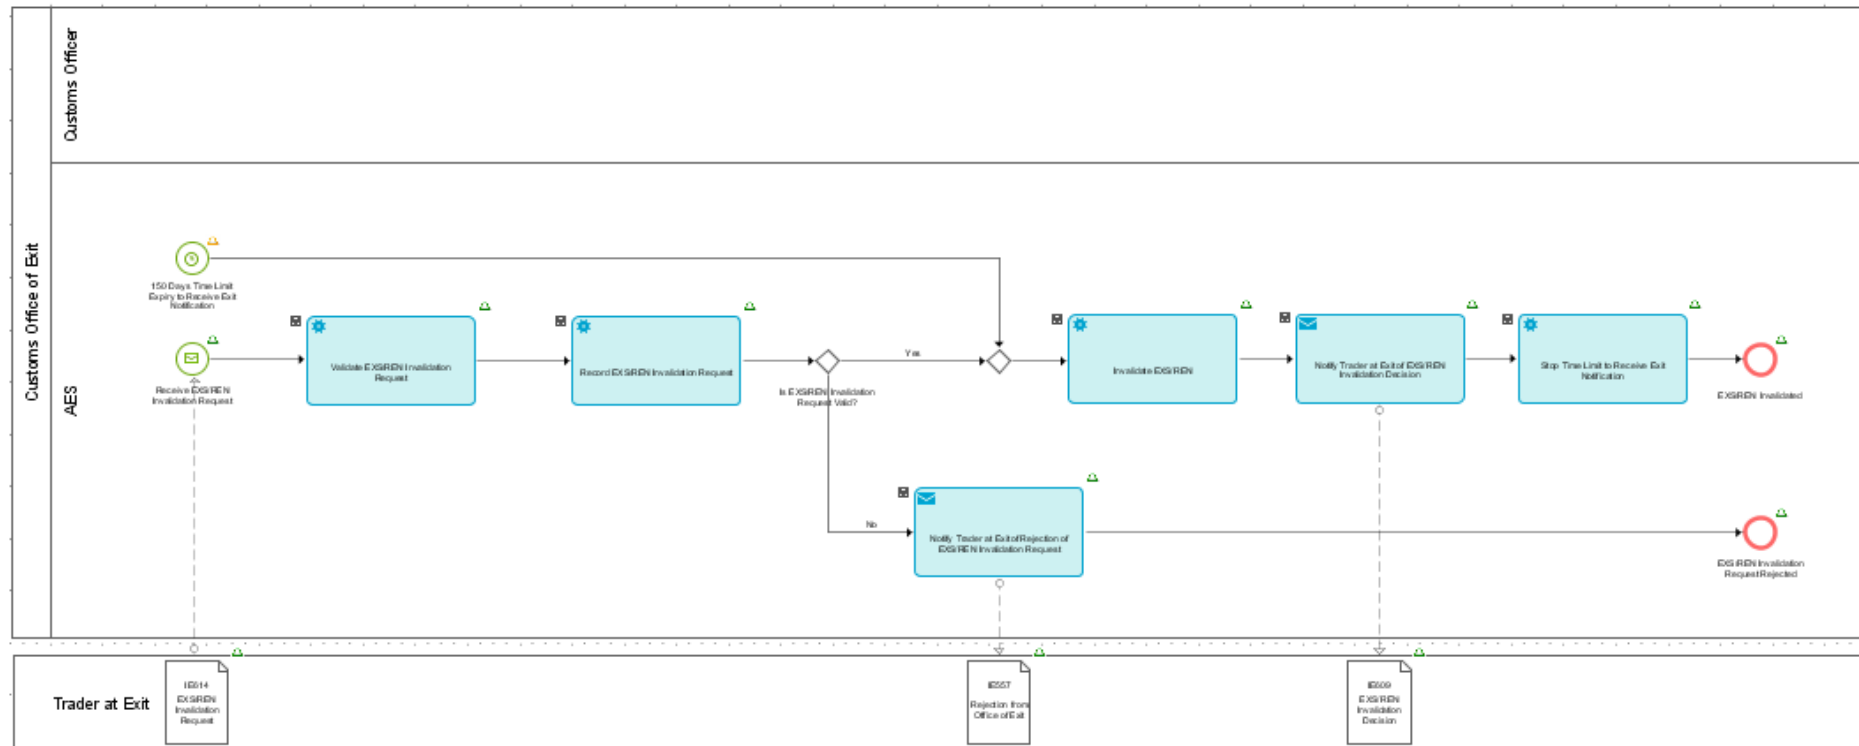 Customs Officer
Customs Office of Exit
AES
150 Days Time Limit
Expiry to Receive Exit
Notification
Receive EXS/REN
Invalidation Request
Validate EXS/REN Invalidation
Request
Record EXS/REN Invalidation Request
Is EXS/REN Invalidation
Request Valid?
Yes
No
Invalidate EXS/REN
Notify Trader at Exit of EXS/REN
Invalidation Decision
Stop Time Limit to Receive Exit
Notification
EXS/REN Invalidated
Notify Trader at Exit of Rejection of
EXS/REN Invalidation Request
EXS/REN Invalidation
Request Rejected
Trader at Exit
IE614
EXS/REN
Invalidation
Request
IE557
Rejection from
Office of Exit
IE609
EXS/REN
Invalidation
Decision